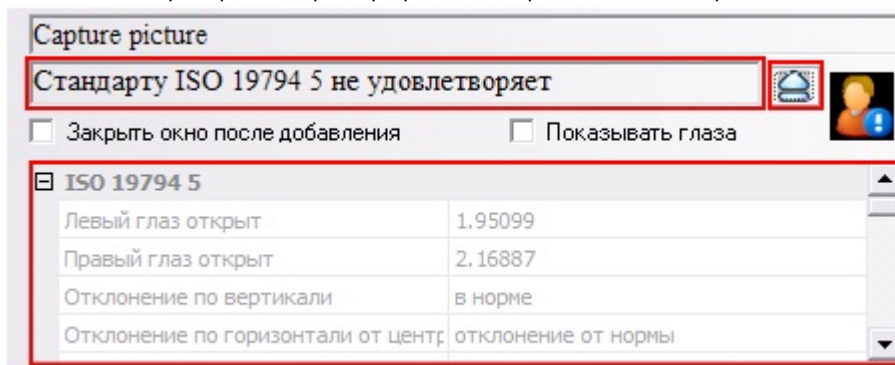 Capture picture
Стандарту ISO 19794 5 не удовлетворяет
Закрыть окно после добавления Показывать глаза
ISO 19794 5
Левый глаз открыт 1.95099
Правый глаз открыт 2.16887
Отклонение по вертикали в норме
Отклонение по горизонтали от центр отклонение от нормы